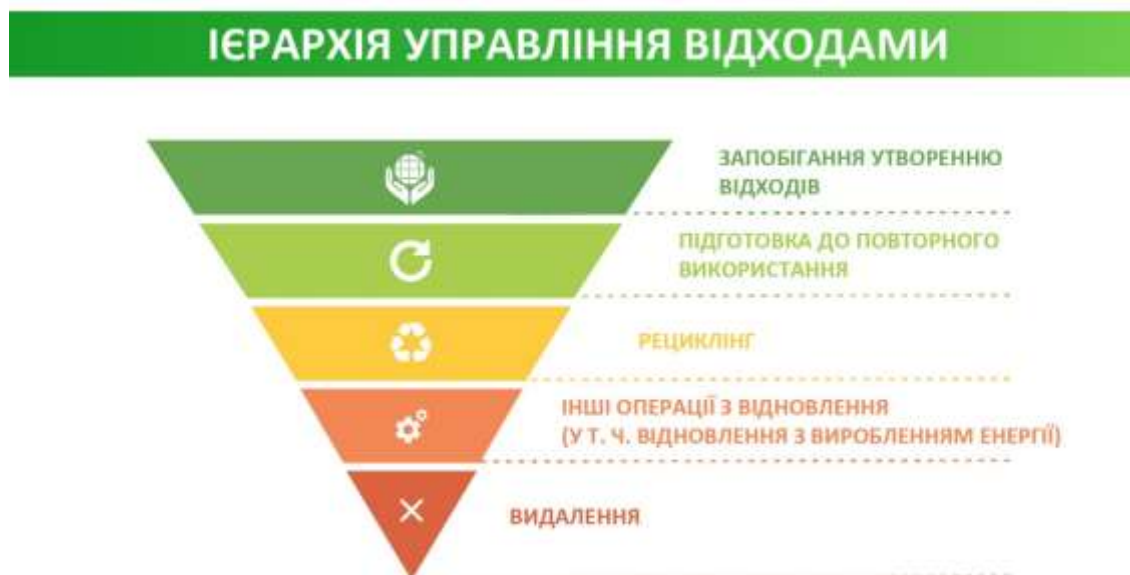 ІЄРАРХІЯ УПРАВЛІННЯ ВІДХОДАМИ
ЗАПОБІГАННЯ УТВОРЕННЮ
ВІДХОДІВ
ПІДГОТОВКА ДО ПОВТОРНОГО
ВИКОРИСТАННЯ
РЕЦИКЛІНГ
ІНШІ ОПЕРАЦІЇ З ВІДНОВЛЕННЯ
(У Т. Ч. ВІДНОВЛЕННЯ З ВИРОБЛЕННЯМ ЕНЕРГІЇ)
ВИДАЛЕННЯ